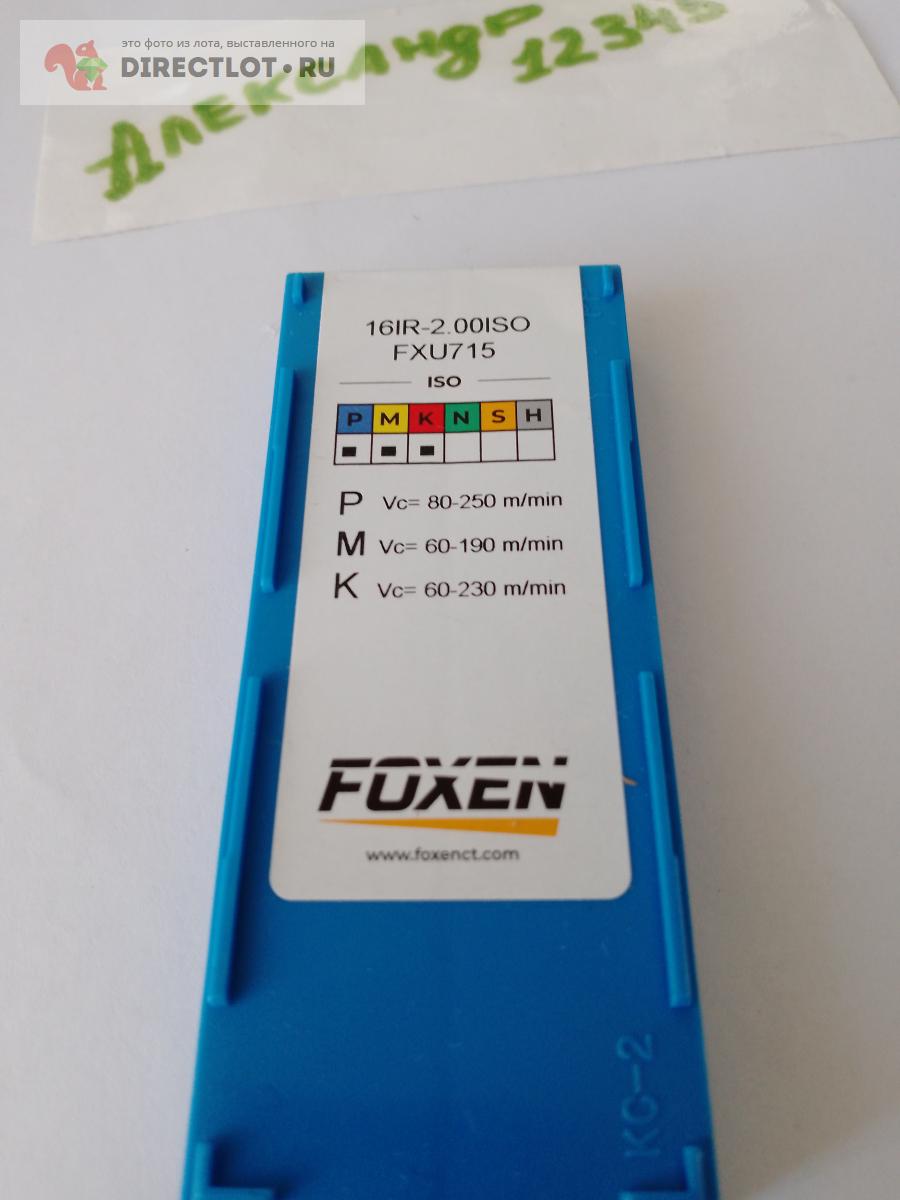 это фото из лота, выставленного на
DIRECTLOT.RU
Александр
12345
16IR-2.00ISO
FXU715
ISO
P M K N S H
P Vc= 80-250 m/min
M Vc= 60-190 m/min
K Vc= 60-230 m/min
FOXEN
www.foxenct.com
KC-2